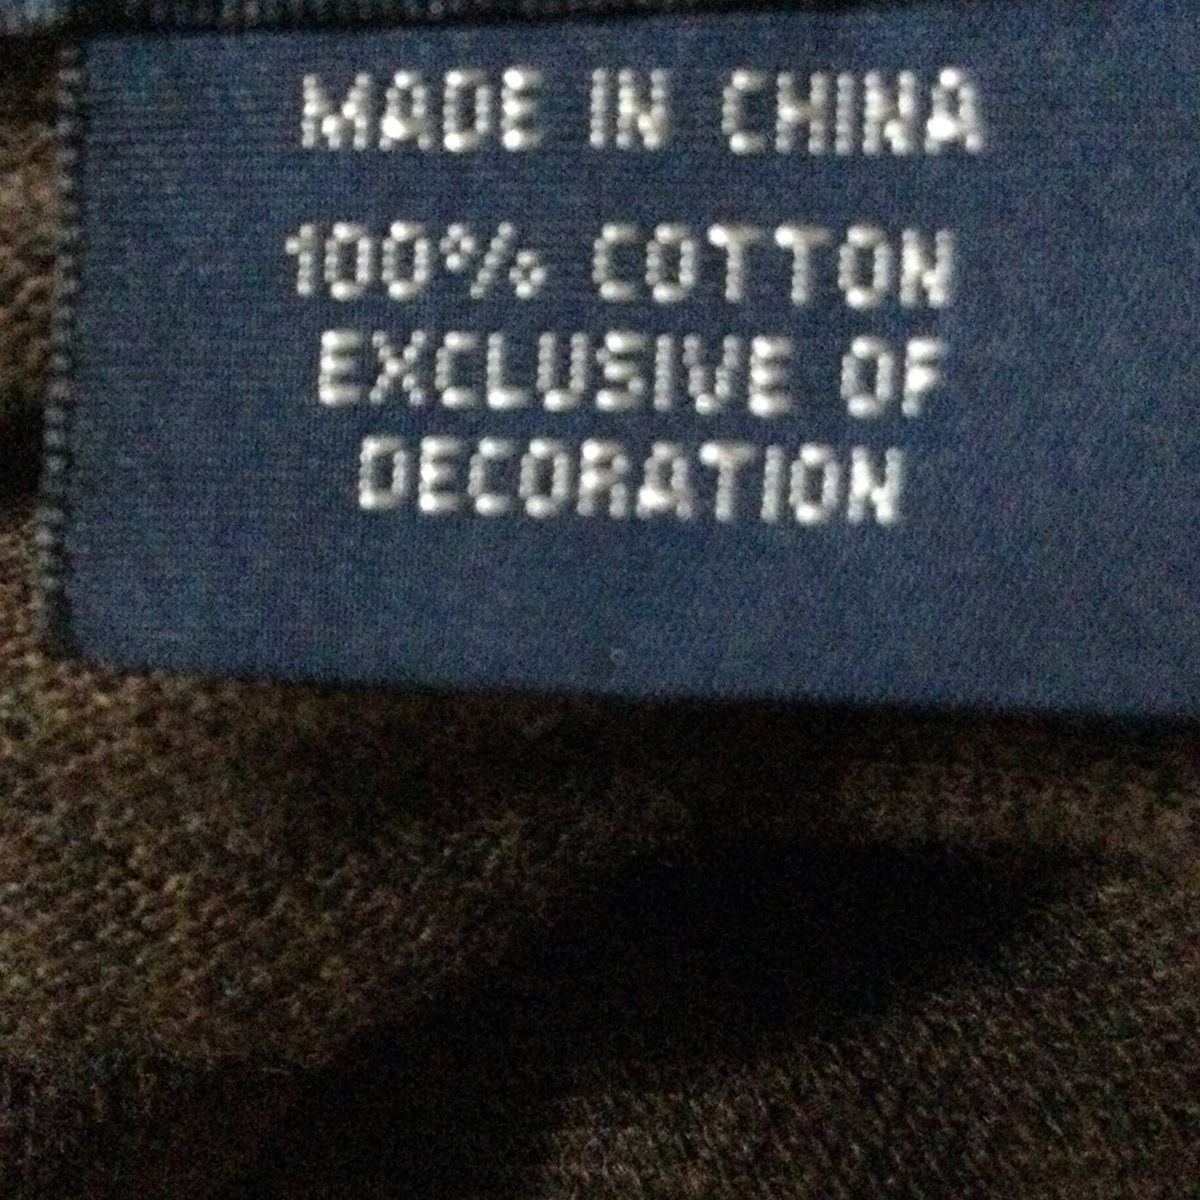 MADE IN CHINA
100% COTTON
EXCLUSIVE OF
DECORATION